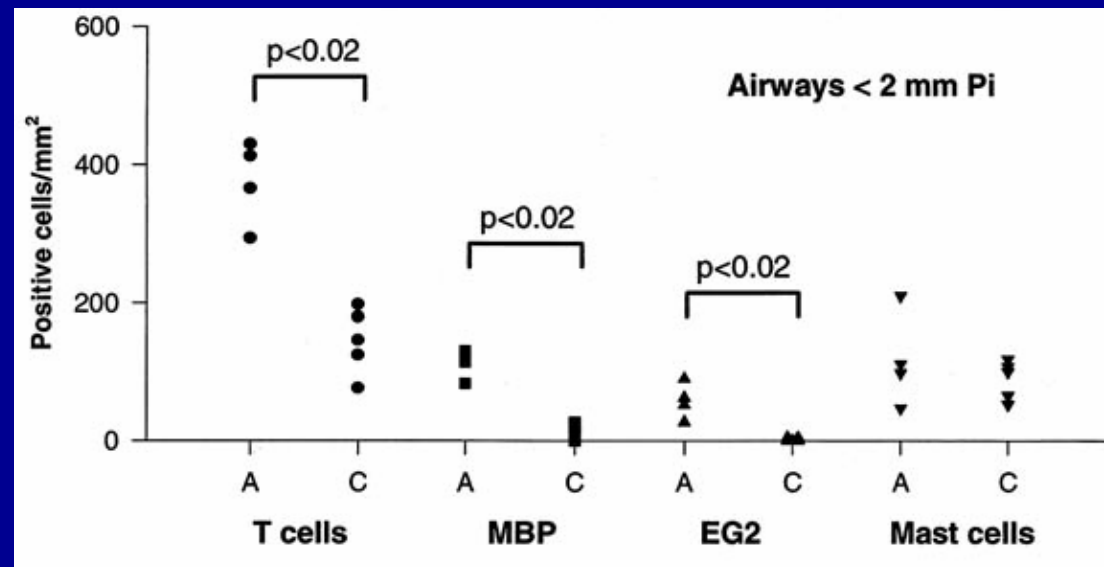 600
p<0.02
Airways < 2 mm Pi
400
p<0.02
p<0.02
200
0
Positive cells/mm²
A C A C A C A C
T cells MBP EG2 Mast cells